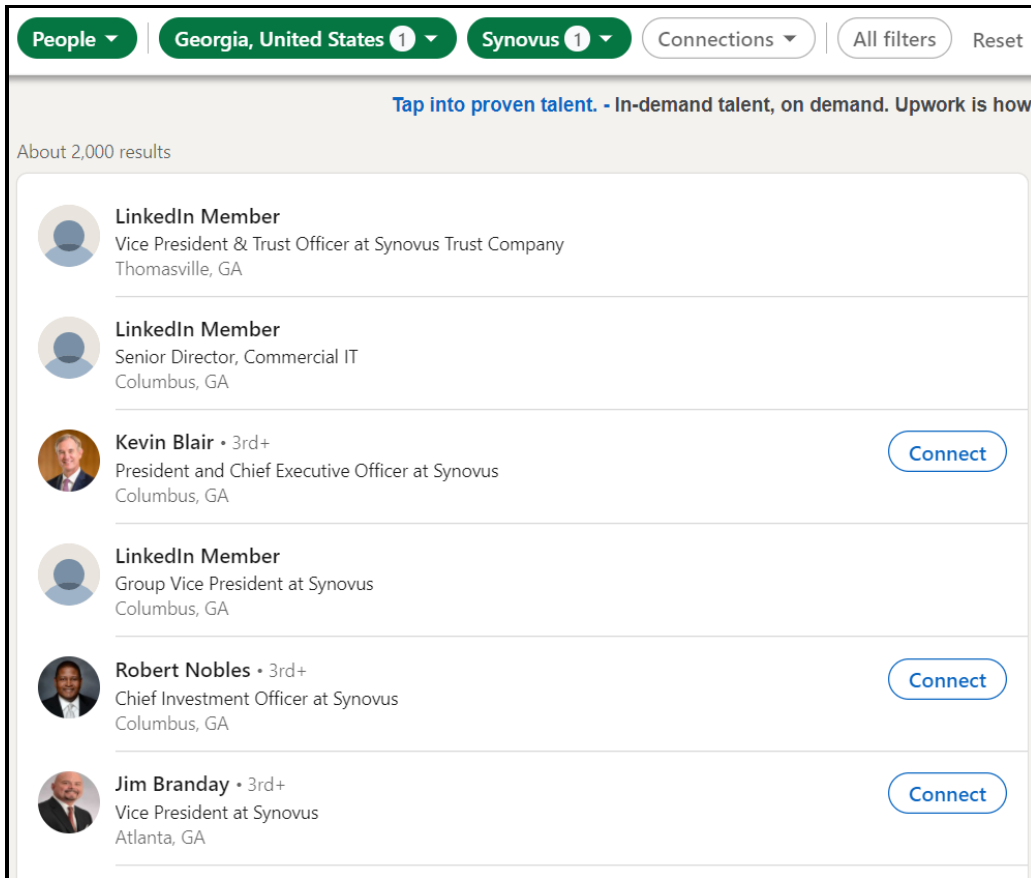 People Georgia, United States 1 Synovus 1 Connections All filters Reset
Tap into proven talent. - In-demand talent, on demand. Upwork is how
About 2,000 results
LinkedIn Member
Vice President & Trust Officer at Synovus Trust Company
Thomasville, GA
LinkedIn Member
Senior Director, Commercial IT
Columbus, GA
Kevin Blair • 3rd+
Connect
President and Chief Executive Officer at Synovus
Columbus, GA
LinkedIn Member
Group Vice President at Synovus
Columbus, GA
Robert Nobles • 3rd+
Connect
Chief Investment Officer at Synovus
Columbus, GA
Jim Branday • 3rd+
Connect
Vice President at Synovus
Atlanta, GA